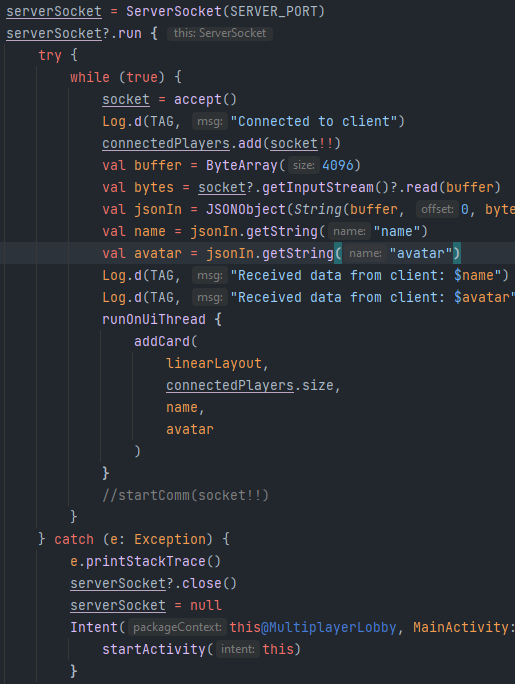 serverSocket = ServerSocket(SERVER_PORT)
serverSocket?.run { this: ServerSocket
try {
while (true) {
socket = accept()
Log.d(TAG, msg: "Connected to client")
connectedPlayers.add(socket!!)
val buffer = ByteArray( size: 4096)
val bytes = socket?.getInputStream()?.read(buffer)
val jsonIn = JSONObject(String(buffer, offset: 0, byte
val name = jsonIn.getString( name: "name")
val avatar = jsonIn.getString( name: "avatar")
Log.d(TAG, msg: "Received data from client: $name")
Log.d(TAG, msg: "Received data from client: $avatar"
runOnUiThread {
addCard(
linearLayout,
connectedPlayers.size,
name,
avatar
)
}
//startComm(socket!!)
}
} catch (e: Exception) {
e.printStackTrace()
serverSocket?.close()
serverSocket = null
Intent( packageContext: this@MultiplayerLobby, MainActivity:
startActivity( intent: this)
}